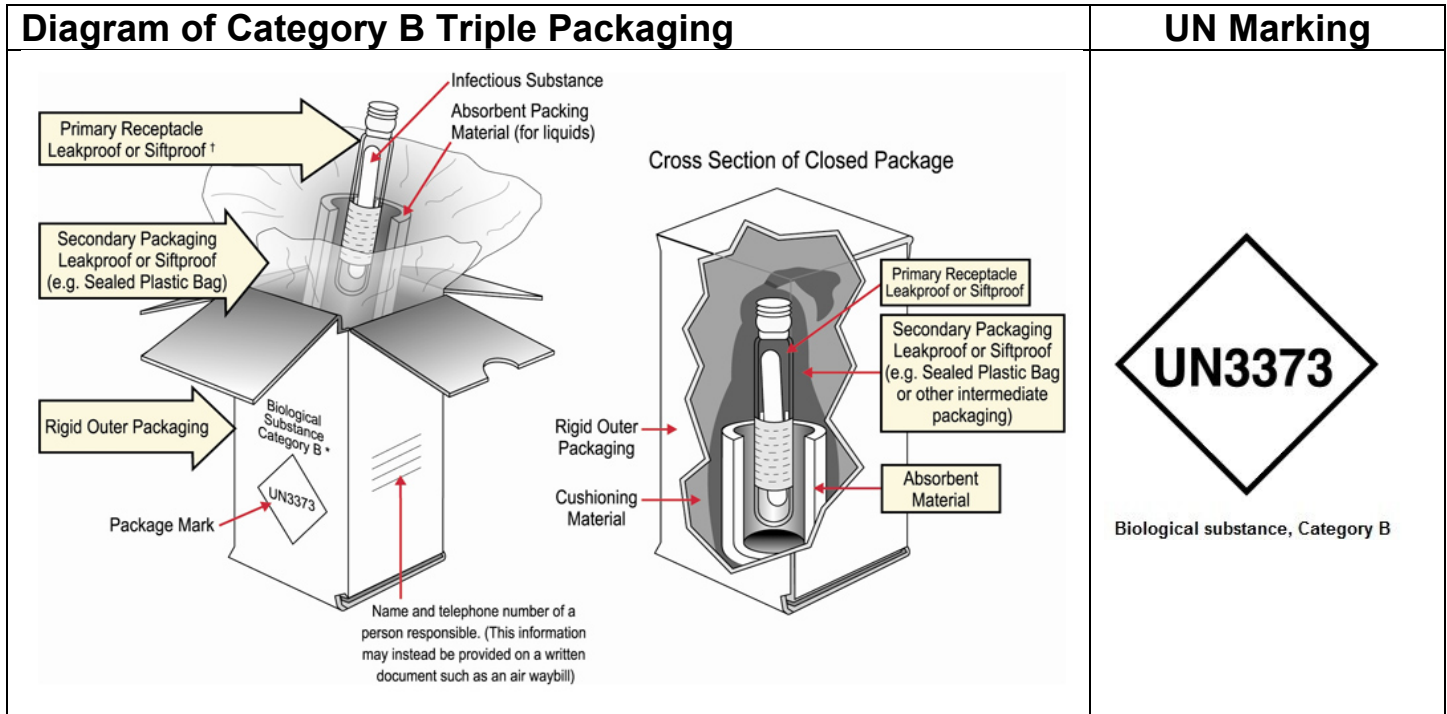 Diagram of Category B Triple Packaging
UN Marking
Infectious Substance
Absorbent Packing
Material (for liquids)
Primary Receptacle
Leakproof or Siftproof †
Secondary Packaging
Leakproof or Siftproof
(e.g. Sealed Plastic Bag)
Rigid Outer Packaging
Biological
Substance
Category B *
UN3373
Package Mark
Name and telephone number of a
person responsible. (This information
may instead be provided on a written
document such as an air waybill)
Cross Section of Closed Package
Primary Receptacle
Leakproof or Siftproof
Secondary Packaging
Leakproof or Siftproof
(e.g. Sealed Plastic Bag
or other intermediate
packaging)
Rigid Outer
Packaging
Cushioning
Material
Absorbent
Material
UN3373
Biological substance, Category B